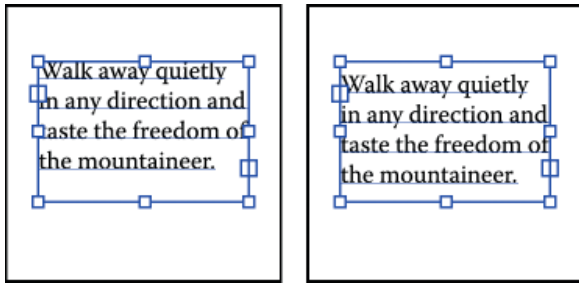 Walk away quietly
in any direction and
taste the freedom of
the mountaineer.
Walk away quietly
in any direction and
taste the freedom of
the mountaineer.